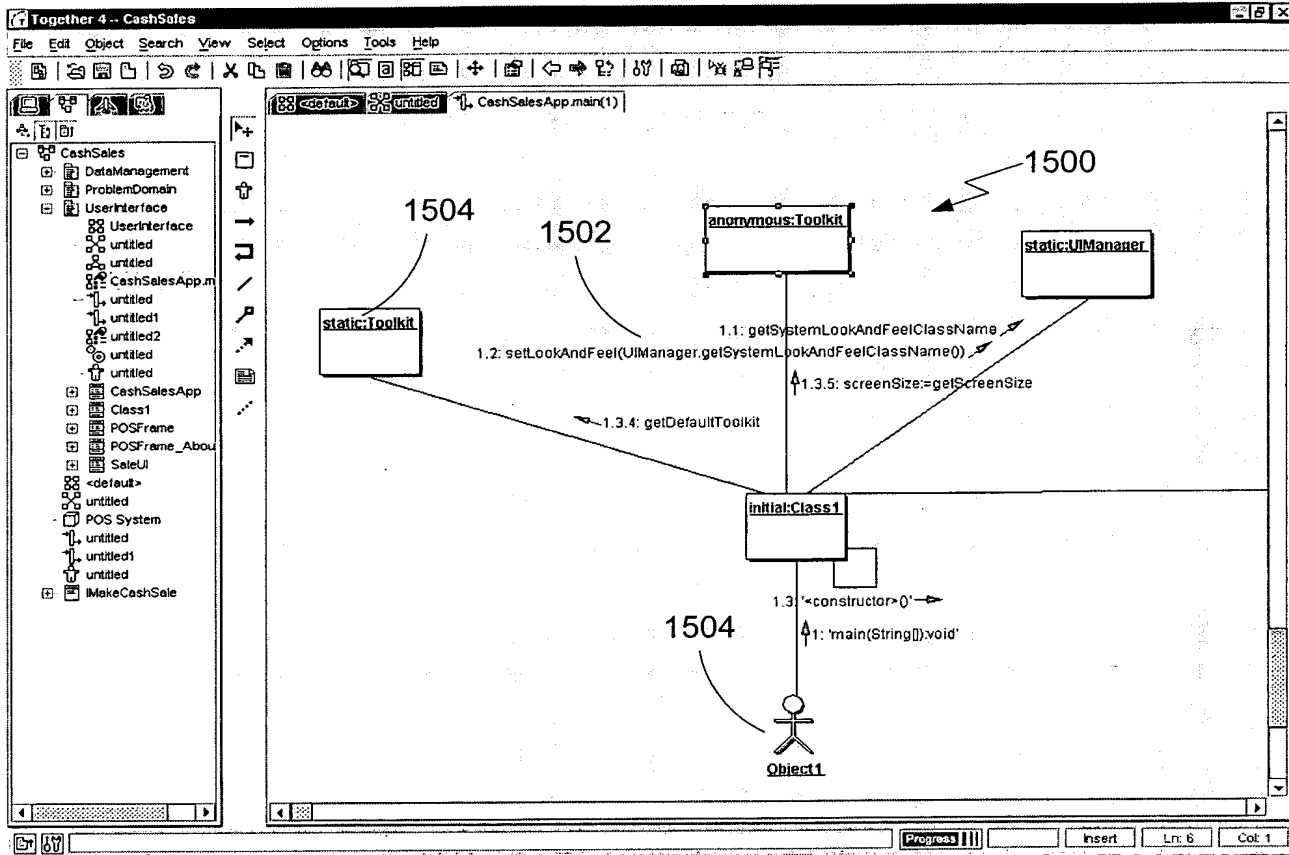 Together 4 -- CashSales
File Edit Object Search View Select Options Tools Help
<default> untitled CashSalesApp.main(1)
CashSales
DataManagement
ProblemDomain
UserInterface
UserInterface
untitled
untitled
CashSalesApp.m
untitled
untitled1
untitled2
untitled
untitled
CashSalesApp
Class1
POSFrame
POSFrame_Abou
SaleUI
<default>
untitled
POS System
untitled
untitled1
untitled
IMakeCashSale
1500
1504
1502
anonymous:Toolkit
static:UIManager
static:Toolkit
1.1: getSystemLookAndFeelClassName
1.2: setLookAndFeel(UIManager.getSystemLookAndFeelClassName())
1.3.5: screenSize:=getScreenSize
1.3.4: getDefaultToolkit
initial:Class1
1.3: '<constructor>()'
1504
1: 'main(String[]):void'
Object1
Progress Insert Ln: 6 Col: 1